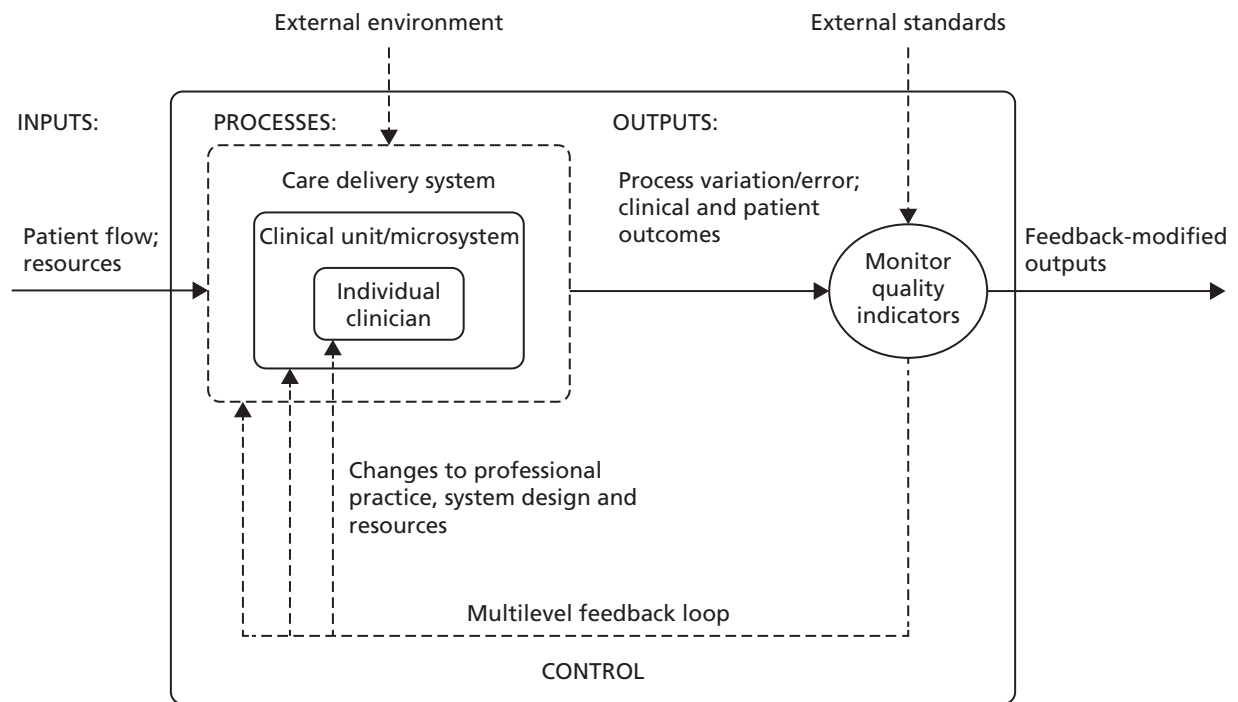 External environment
External standards
INPUTS:
PROCESSES:
OUTPUTS:
Care delivery system
Process variation/error;
clinical and patient
outcomes
Patient flow;
resources
Clinical unit/microsystem
Individual
clinician
Monitor
quality
indicators
Feedback-modified
outputs
Changes to professional
practice, system design and
resources
Multilevel feedback loop
CONTROL